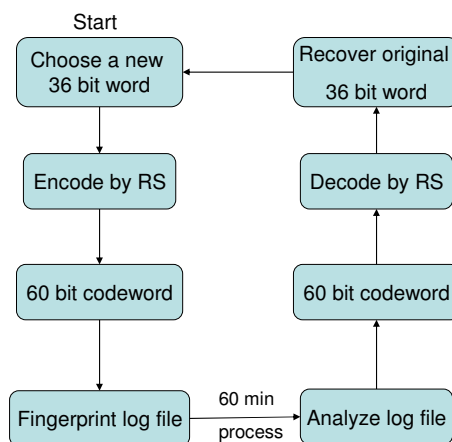 Start
Choose a new
36 bit word
Encode by RS
60 bit codeword
Fingerprint log file
60 min
process
Analyze log file
60 bit codeword
Decode by RS
Recover original
36 bit word